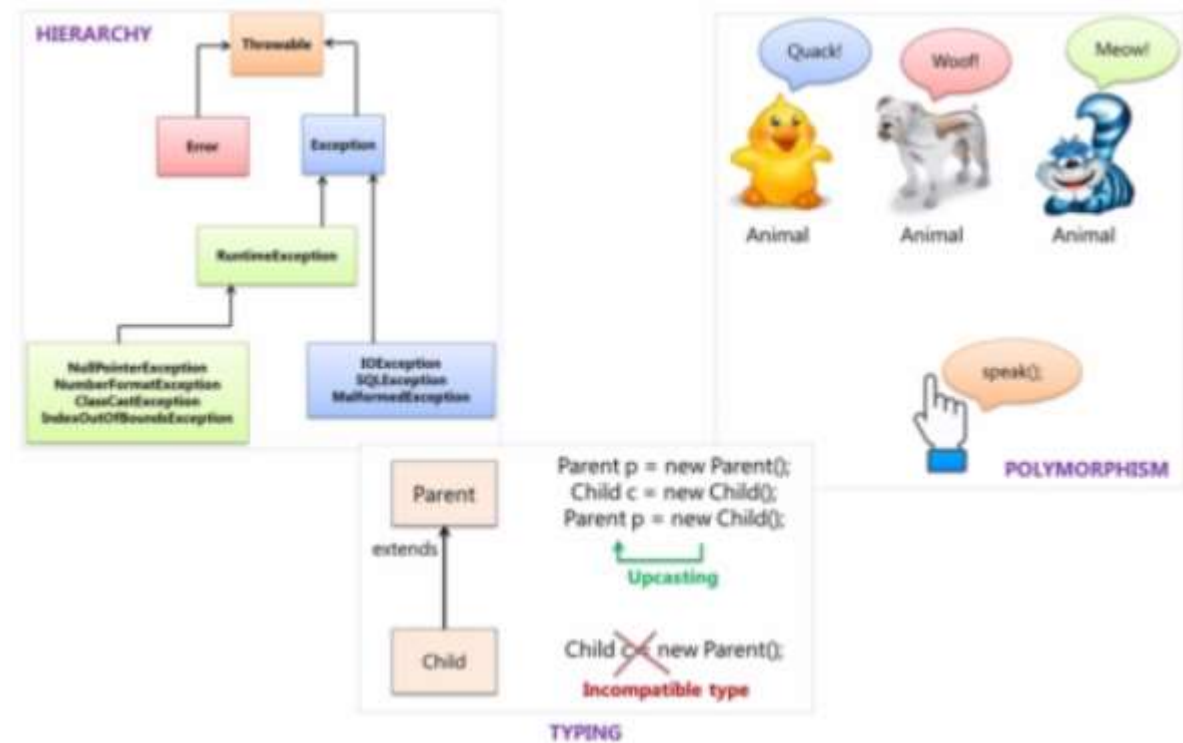 HIERARCHY
Throwable
Error
Exception
RuntimeException
NullPointerException
NumberFormatException
ClassCastException
IndexOutOfBoundsException
IOException
SQLException
MalformedException
Quack!
Woof!
Meow!
Animal
Animal
Animal
speak();
POLYMORPHISM
Parent
extends
Child
Parent p = new Parent();
Child c = new Child();
Parent p = new Child();
Upcasting
Child c = new Parent();
Incompatible type
TYPING